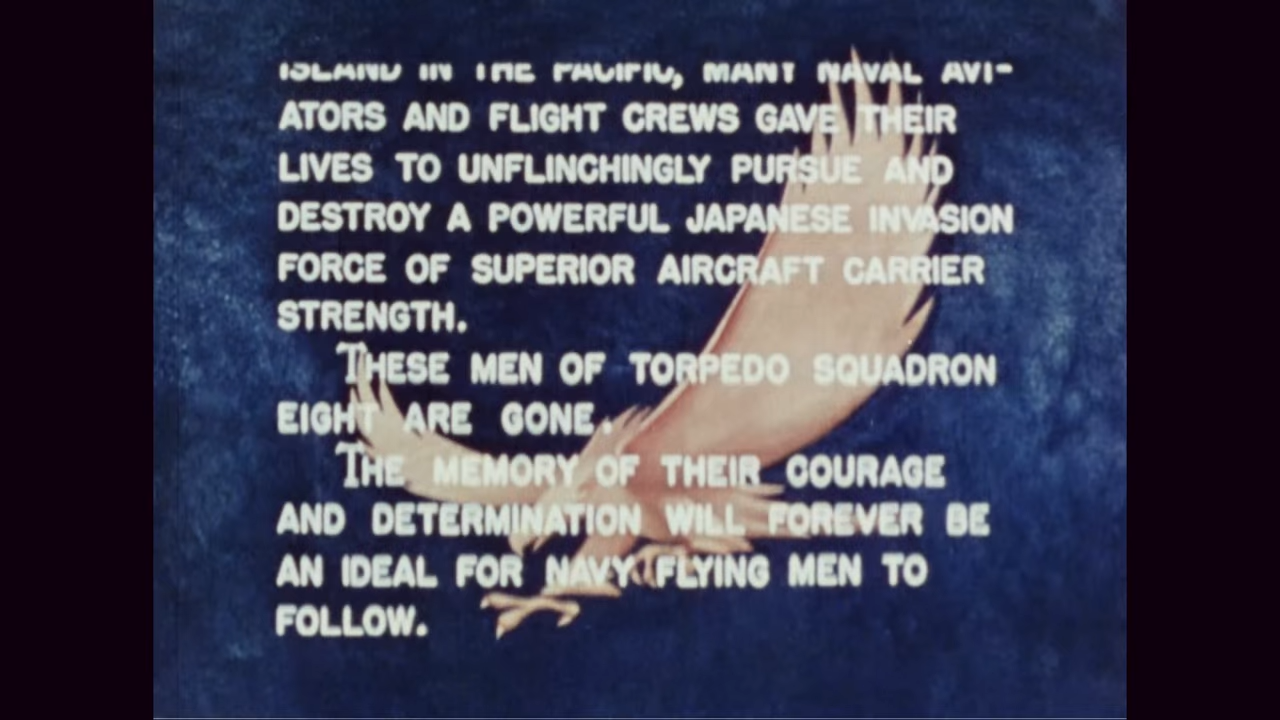 ISLAND IN THE PACIFIC, MANY NAVAL AVI-
ATORS AND FLIGHT CREWS GAVE THEIR
LIVES TO UNFLINCHINGLY PURSUE AND
DESTROY A POWERFUL JAPANESE INVASION
FORCE OF SUPERIOR AIRCRAFT CARRIER
STRENGTH.
THESE MEN OF TORPEDO SQUADRON
EIGHT ARE GONE.
THE MEMORY OF THEIR COURAGE
AND DETERMINATION WILL FOREVER BE
AN IDEAL FOR NAVY FLYING MEN TO
FOLLOW.